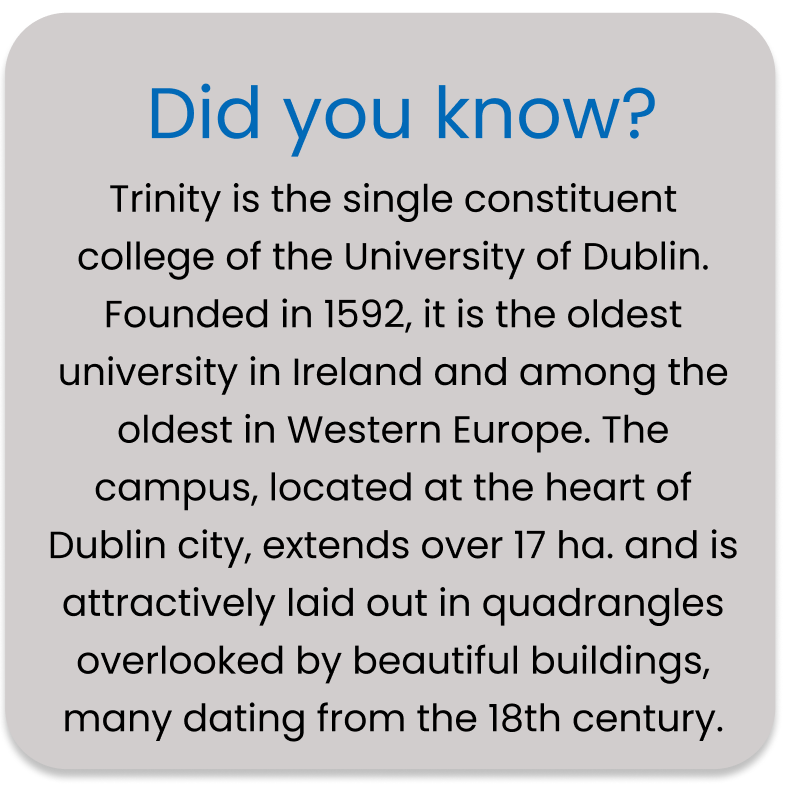 Did you know?
Trinity is the single constituent
college of the University of Dublin.
Founded in 1592, it is the oldest
university in Ireland and among the
oldest in Western Europe. The
campus, located at the heart of
Dublin city, extends over 17 ha. and is
attractively laid out in quadrangles
overlooked by beautiful buildings,
many dating from the 18th century.